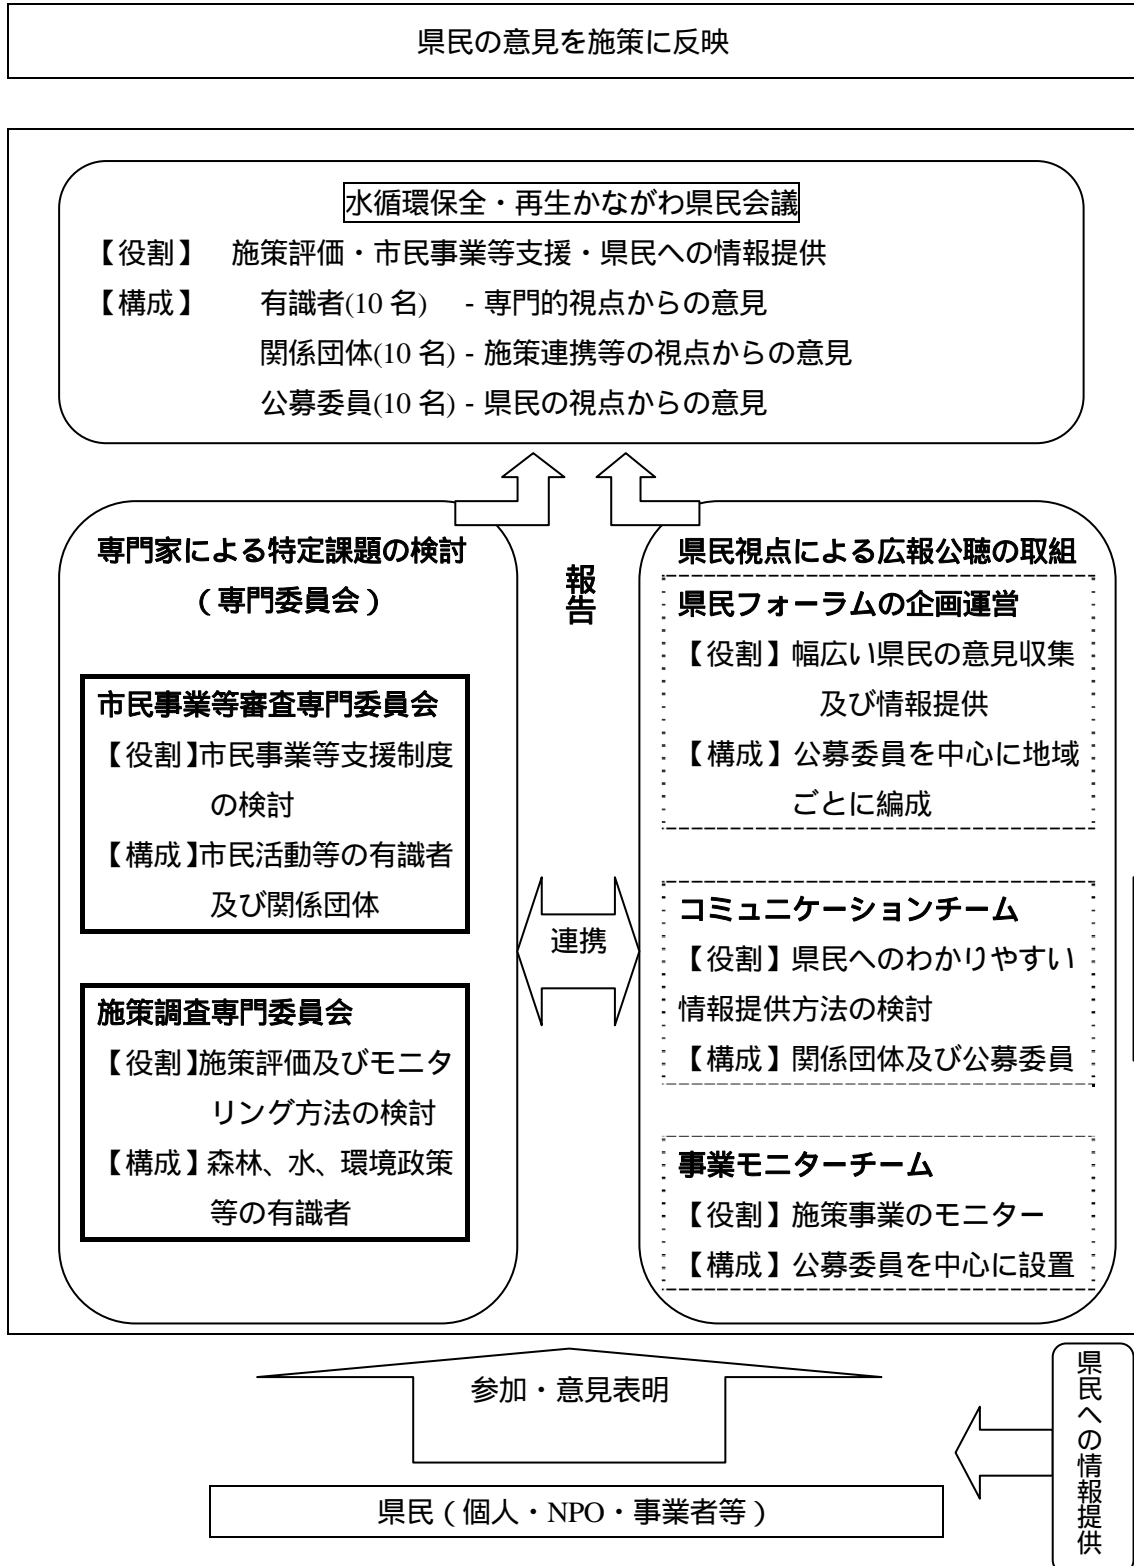 県民の意見を施策に反映
水循環保全・再生かながわ県民会議
【役割】 施策評価・市民事業等支援・県民への情報提供
【構成】 有識者(10 名) - 専門的視点からの意見
関係団体(10 名) - 施策連携等の視点からの意見
公募委員(10 名) - 県民の視点からの意見
専門家による特定課題の検討
(専門委員会)
市民事業等審査専門委員会
【役割】市民事業等支援制度
の検討
【構成】市民活動等の有識者
及び関係団体
施策調査専門委員会
【役割】施策評価及びモニタ
リング方法の検討
【構成】森林、水、環境政策
等の有識者
報告
連携
県民視点による広報公聴の取組
県民フォーラムの企画運営
【役割】幅広い県民の意見収集
及び情報提供
【構成】公募委員を中心に地域
ごとに編成
コミュニケーションチーム
【役割】県民へのわかりやすい
情報提供方法の検討
【構成】関係団体及び公募委員
事業モニターチーム
【役割】施策事業のモニター
【構成】公募委員を中心に設置
参加・意見表明
県民への情報提供
県民(個人・NPO・事業者等)